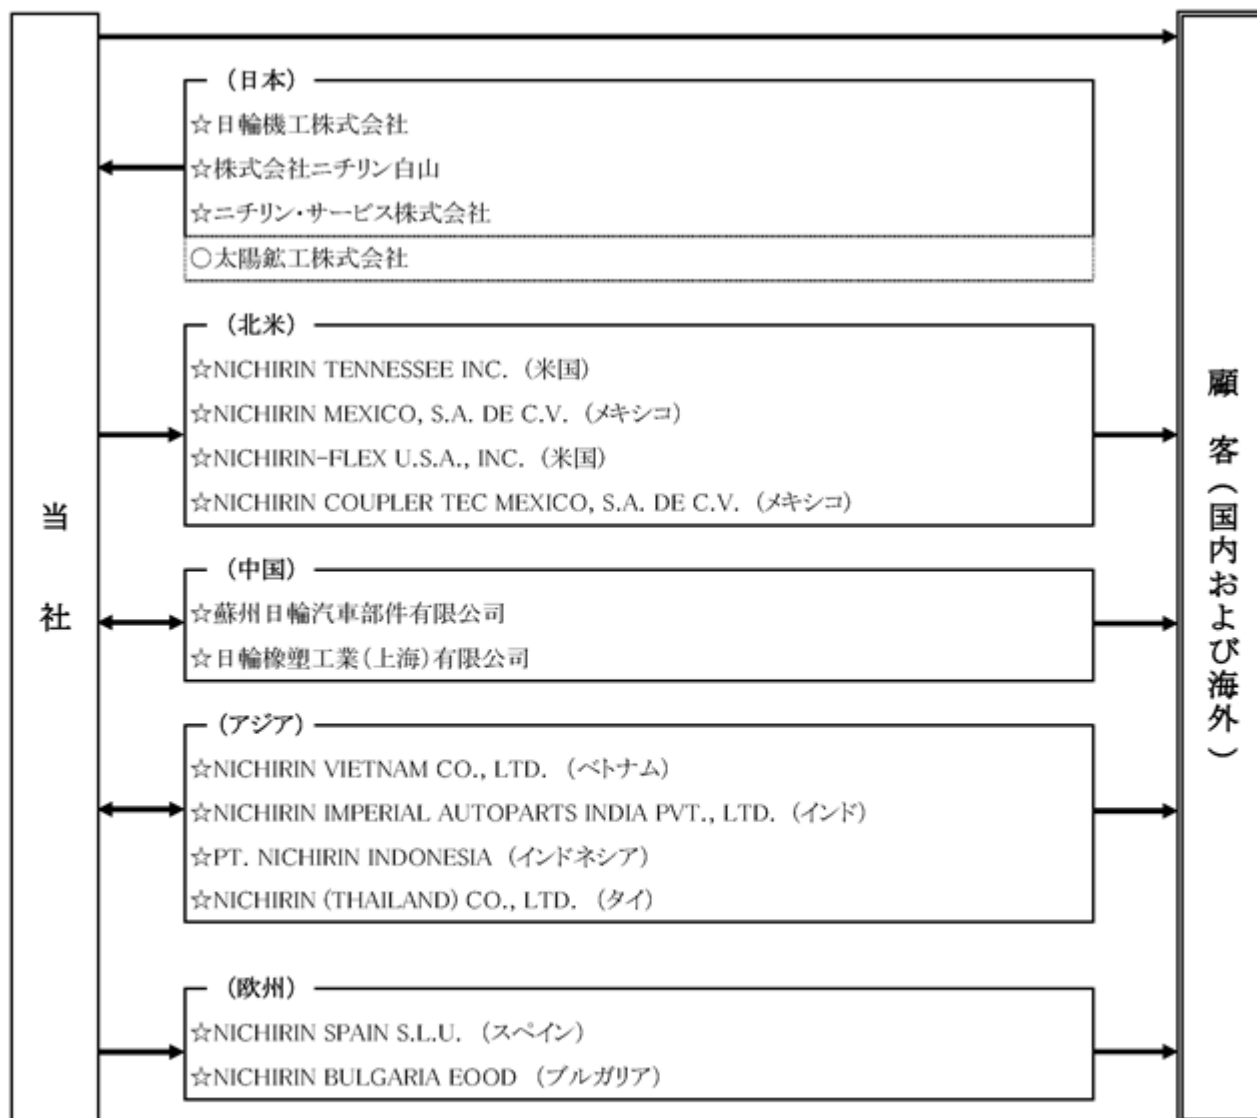 当社
(日本)
☆日輪機工株式会社
☆株式会社ニチリン白山
☆ニチリン・サービス株式会社
○太陽鉱工株式会社
(北米)
☆NICHIRIN TENNESSEE INC. (米国)
☆NICHIRIN MEXICO, S.A. DE C.V. (メキシコ)
☆NICHIRIN-FLEX U.S.A., INC. (米国)
☆NICHIRIN COUPLER TEC MEXICO, S.A. DE C.V. (メキシコ)
(中国)
☆蘇州日輪汽車部件有限公司
☆日輪橡塑工業(上海)有限公司
(アジア)
☆NICHIRIN VIETNAM CO., LTD. (ベトナム)
☆NICHIRIN IMPERIAL AUTOPARTS INDIA PVT., LTD. (インド)
☆PT. NICHIRIN INDONESIA (インドネシア)
☆NICHIRIN (THAILAND) CO., LTD. (タイ)
(欧州)
☆NICHIRIN SPAIN S.L.U. (スペイン)
☆NICHIRIN BULGARIA EOOD (ブルガリア)
顧客(国内および海外)